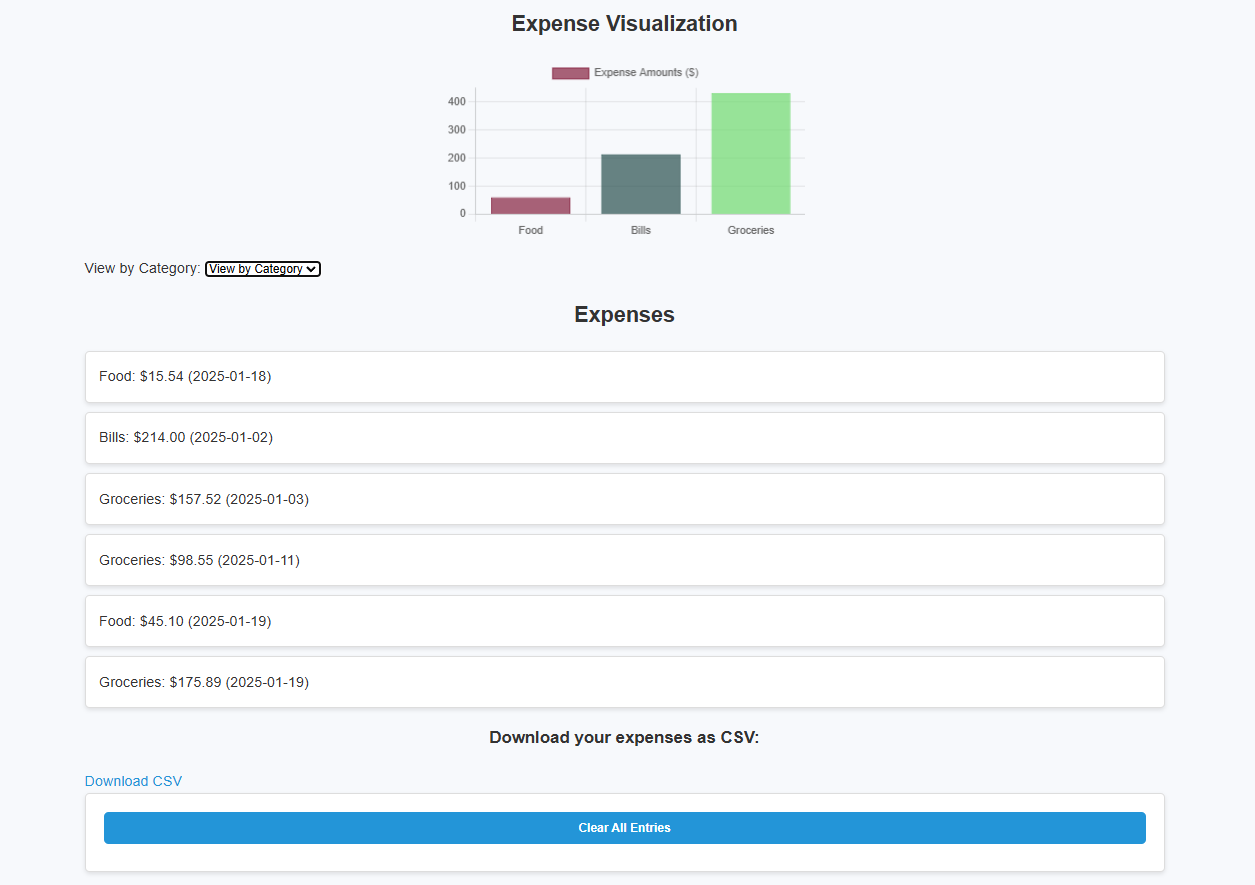 Expense Visualization
Expense Amounts ($)
400
300
200
100
0
Food Bills Groceries
View by Category: View by Category
Expenses
Food: $15.54 (2025-01-18)
Bills: $214.00 (2025-01-02)
Groceries: $157.52 (2025-01-03)
Groceries: $98.55 (2025-01-11)
Food: $45.10 (2025-01-19)
Groceries: $175.89 (2025-01-19)
Download your expenses as CSV:
Download CSV
Clear All Entries